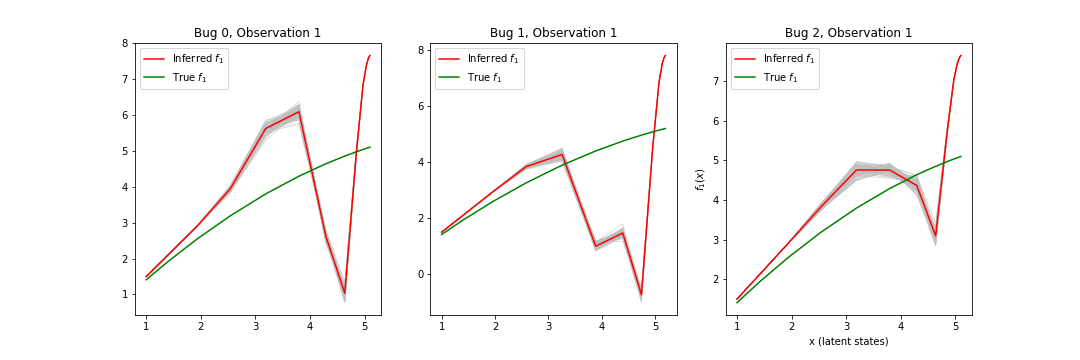 Bug 0, Observation 1
Inferred f₁
True f₁
8
7
6
5
4
3
2
1
1 2 3 4 5
Bug 1, Observation 1
Inferred f₁
True f₁
8
6
4
2
0
1 2 3 4 5
Bug 2, Observation 1
Inferred f₁
True f₁
f₁(x)
7
6
5
4
3
2
1 2 3 4 5
x (latent states)